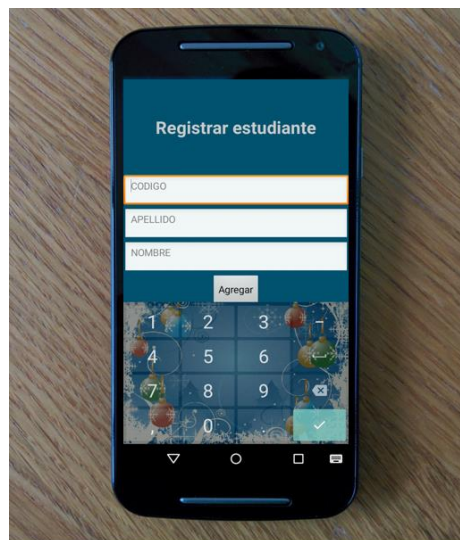 Registrar estudiante
CODIGO
APELLIDO
NOMBRE
Agregar
1 2 3 -
4 5 6
7 8 9
, 0 .